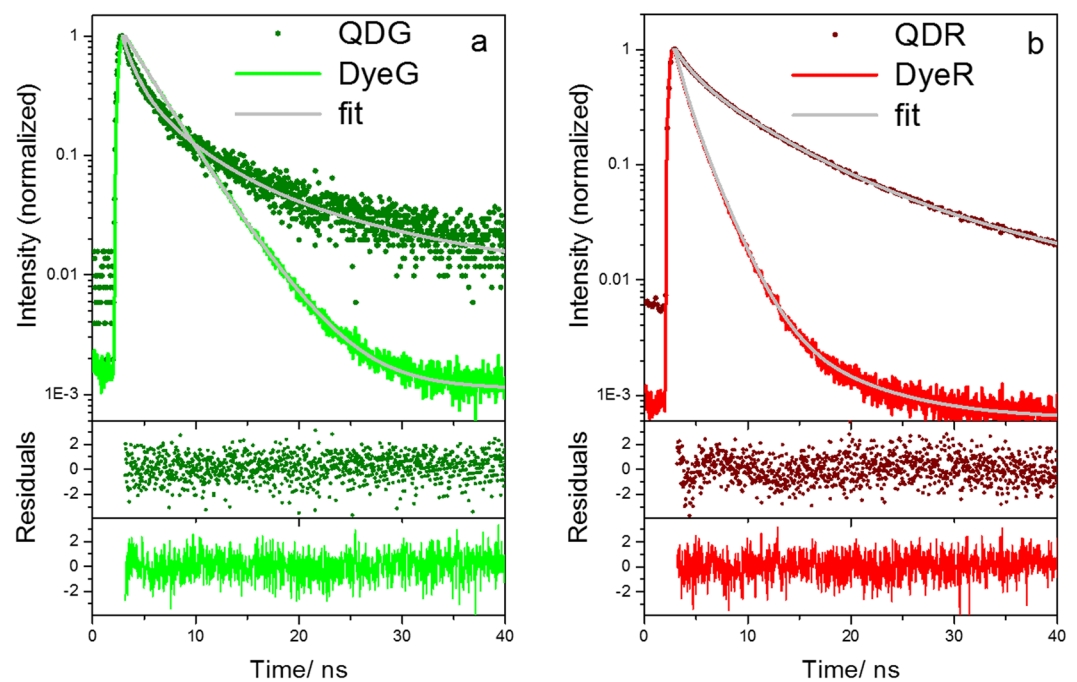 a
QDG
DyeG
fit
Intensity (normalized)
1
0.1
0.01
1E-3
Residuals
2
0
-2
2
0
-2
0
10
20
30
40
Time/ ns
b
QDR
DyeR
fit
Intensity (normalized)
1
0.1
0.01
1E-3
Residuals
2
0
-2
2
0
-2
0
10
20
30
40
Time/ ns